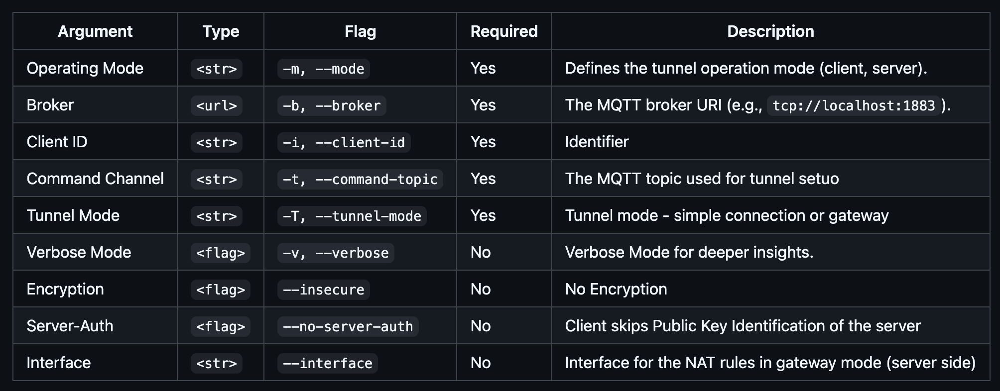 Argument Type Flag Required Description
Operating Mode <str> -m, --mode Yes Defines the tunnel operation mode (client, server).
Broker <url> -b, --broker Yes The MQTT broker URI (e.g., tcp://localhost:1883).
Client ID <str> -i, --client-id Yes Identifier
Command Channel <str> -t, --command-topic Yes The MQTT topic used for tunnel setuo
Tunnel Mode <str> -T, --tunnel-mode Yes Tunnel mode - simple connection or gateway
Verbose Mode <flag> -v, --verbose No Verbose Mode for deeper insights.
Encryption <flag> --insecure No No Encryption
Server-Auth <flag> --no-server-auth No Client skips Public Key Identification of the server
Interface <str> --interface No Interface for the NAT rules in gateway mode (server side)